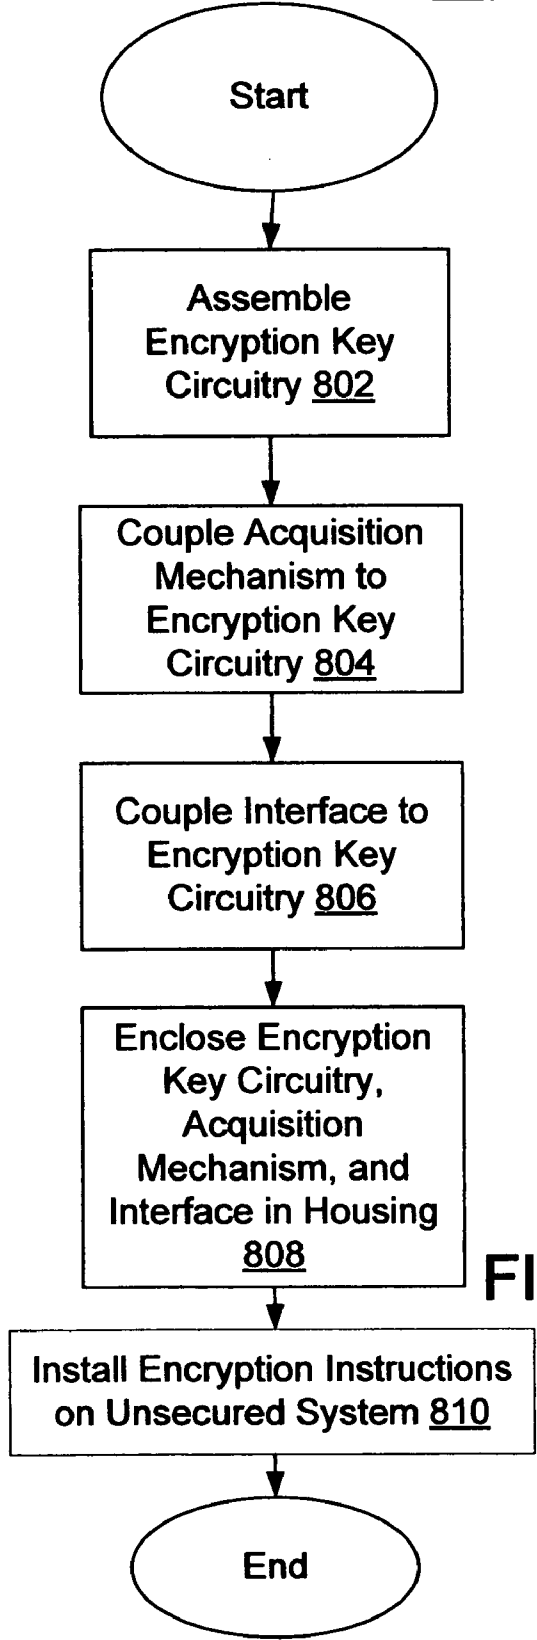 Start
Assemble
Encryption Key
Circuitry 802
Couple Acquisition
Mechanism to
Encryption Key
Circuitry 804
Couple Interface to
Encryption Key
Circuitry 806
Enclose Encryption
Key Circuitry,
Acquisition
Mechanism, and
Interface in Housing
808
FI
Install Encryption Instructions
on Unsecured System 810
End